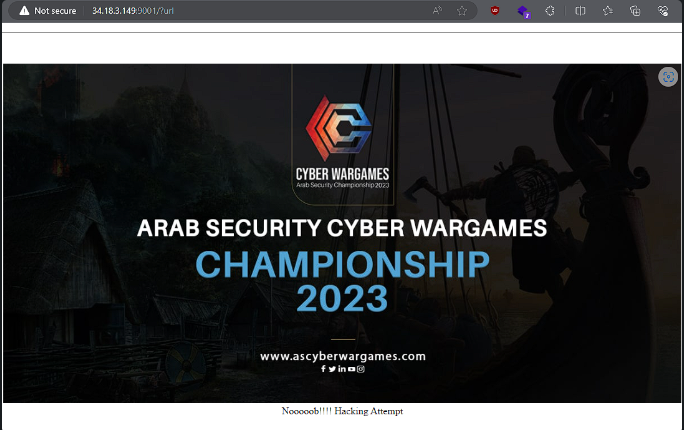 Not secure 34.18.3.149:9001/?url
CYBER WARGAMES
Arab Security Championship 2023
ARAB SECURITY CYBER WARGAMES
CHAMPIONSHIP
2023
www.ascyberwargames.com
Nooooob!!!! Hacking Attempt